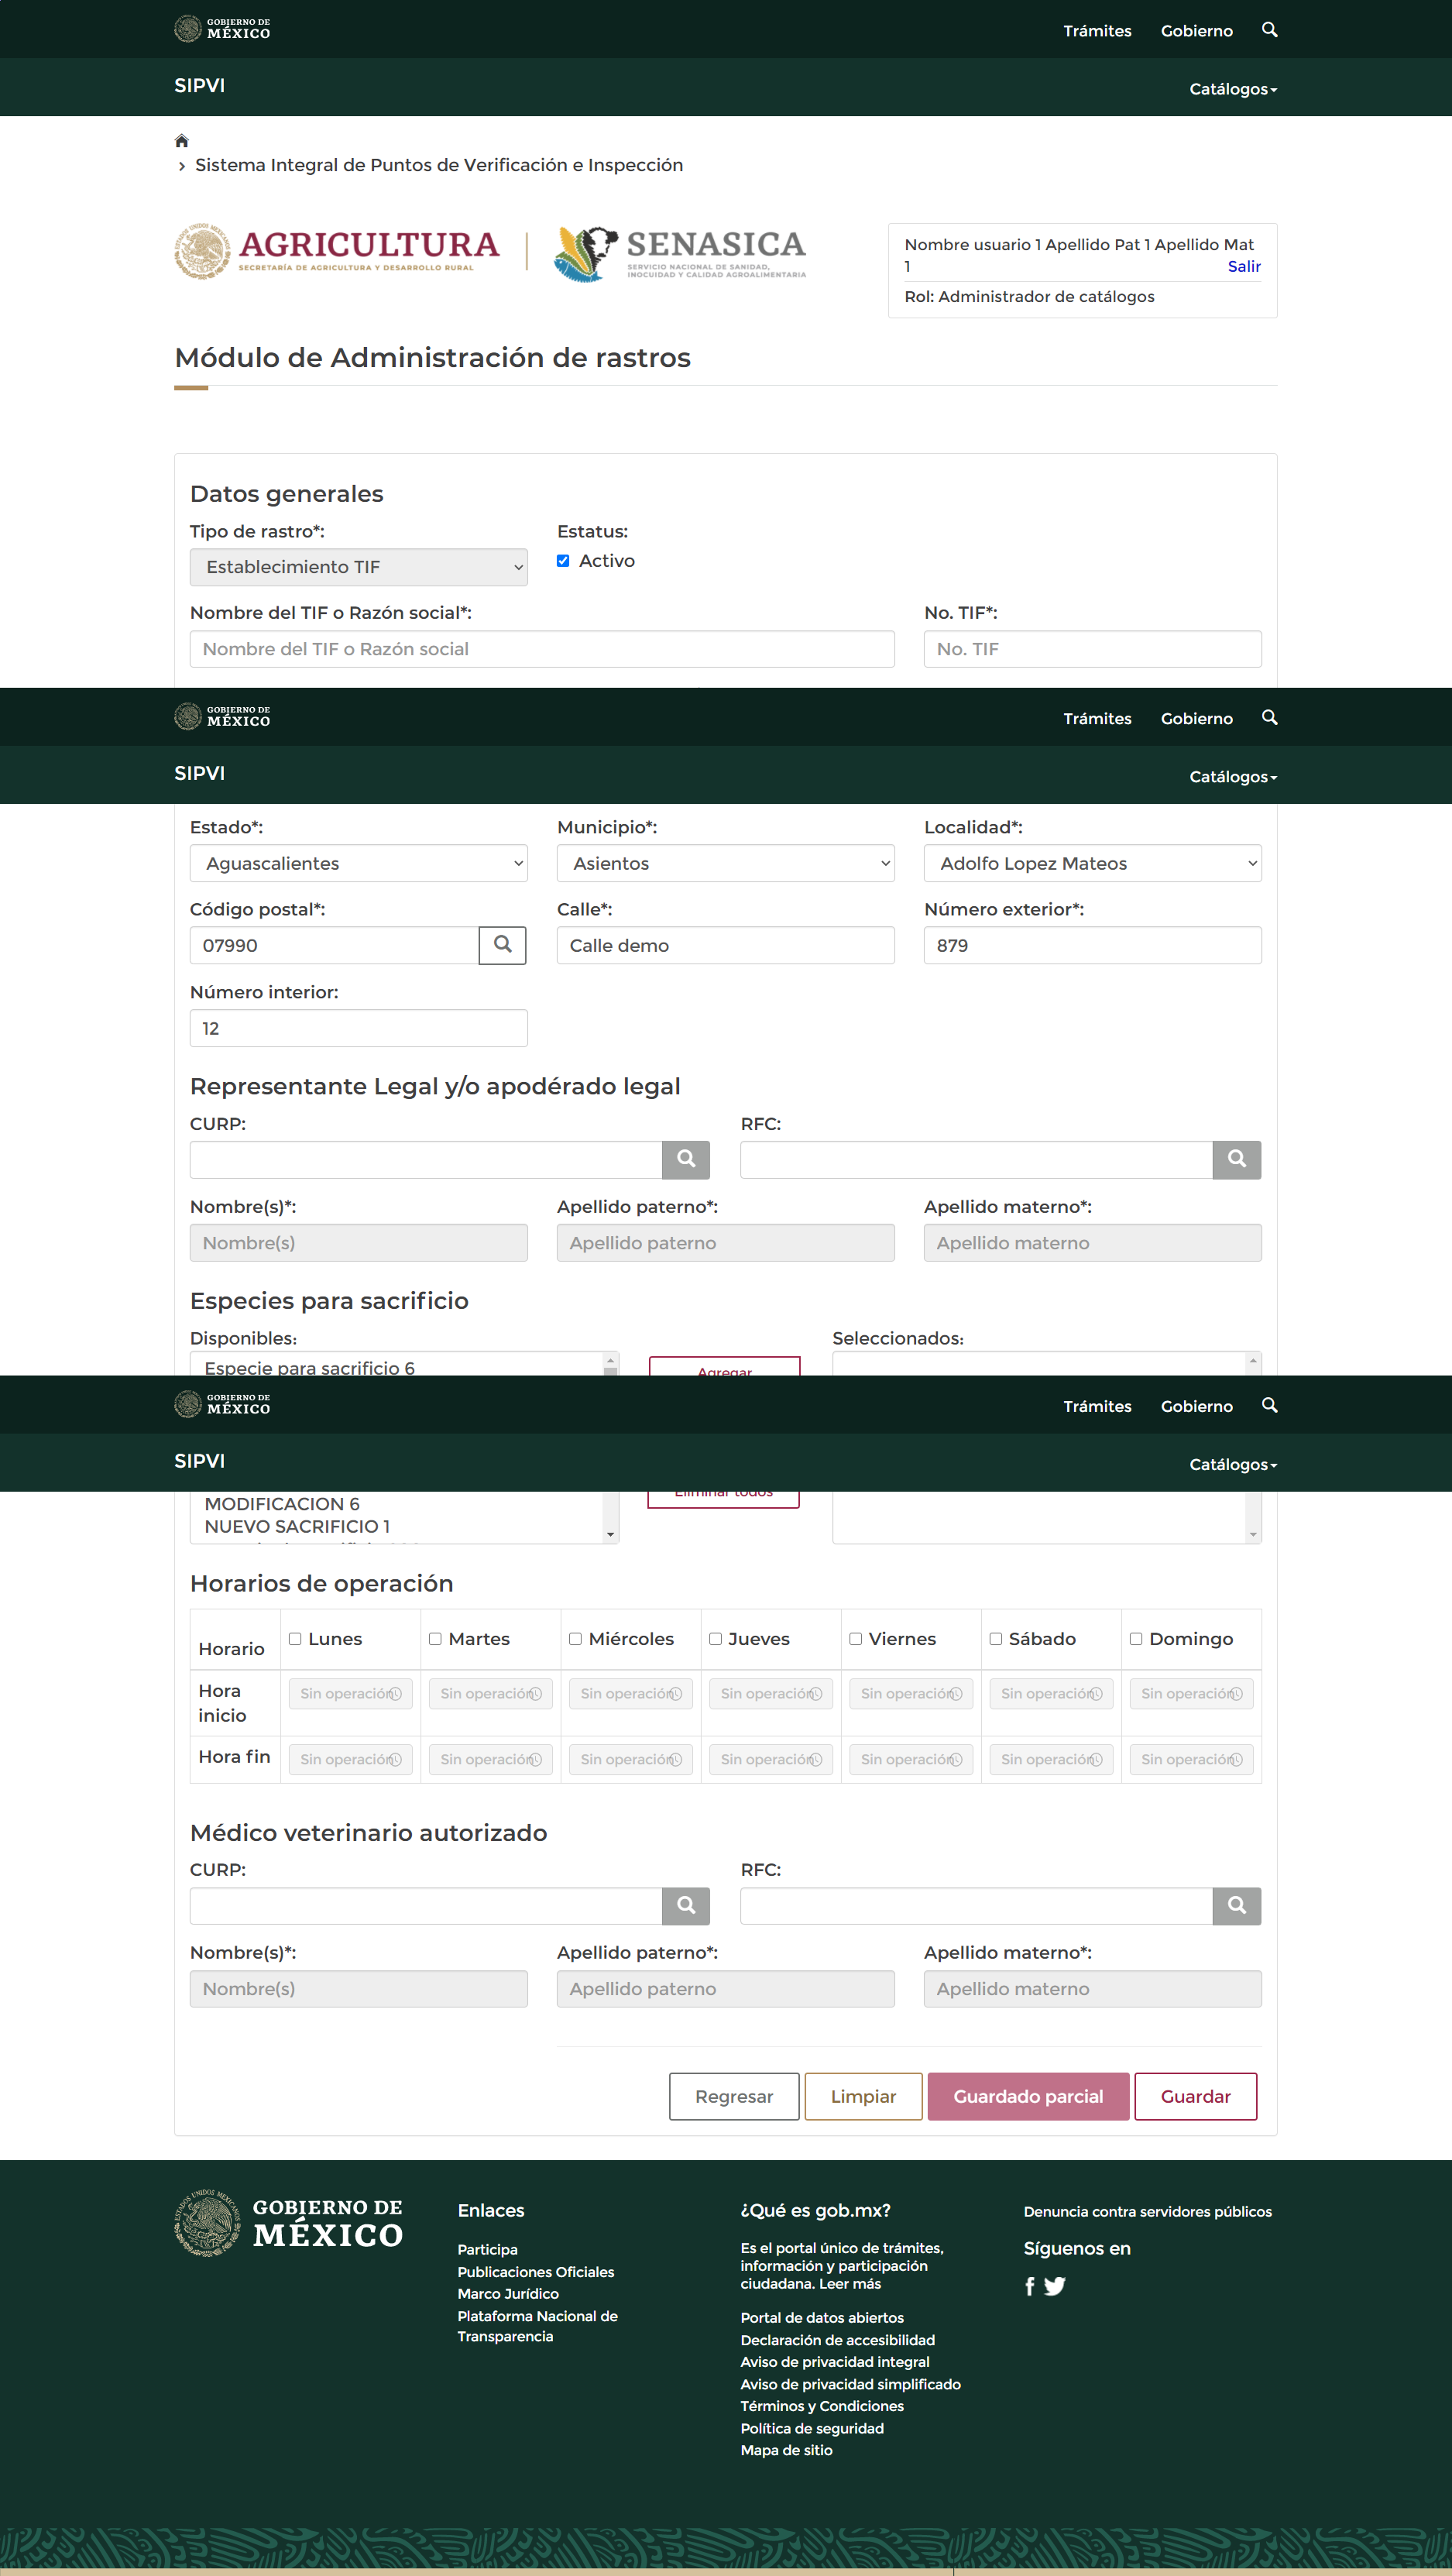 GOBIERNO DE
MÉXICO
Trámites Gobierno
SIPVI
Catálogos
Sistema Integral de Puntos de Verificación e Inspección
AGRICULTURA
SECRETARÍA DE AGRICULTURA Y DESARROLLO RURAL
SENASICA
SERVICIO NACIONAL DE SANIDAD,
INOCUIDAD Y CALIDAD AGROALIMENTARIA
Nombre usuario 1 Apellido Pat 1 Apellido Mat
1 Salir
Rol: Administrador de catálogos
Módulo de Administración de rastros
Datos generales
Tipo de rastro*: Estatus:
Establecimiento TIF Activo
Nombre del TIF o Razón social*: No. TIF*:
Nombre del TIF o Razón social No. TIF
GOBIERNO DE
MÉXICO
Trámites Gobierno
SIPVI
Catálogos
Estado*: Municipio*: Localidad*:
Aguascalientes Asientos Adolfo Lopez Mateos
Código postal*: Calle*: Número exterior*:
07990 Calle demo 879
Número interior:
12
Representante Legal y/o apodérado legal
CURP: RFC:
Nombre(s)*: Apellido paterno*: Apellido materno*:
Nombre(s) Apellido paterno Apellido materno
Especies para sacrificio
Disponibles: Seleccionados:
Especie para sacrificio 6
Agregar
GOBIERNO DE
MÉXICO
Trámites Gobierno
SIPVI
Catálogos
Eliminar todos
MODIFICACION 6
NUEVO SACRIFICIO 1
Horarios de operación
Horario Lunes Martes Miércoles Jueves Viernes Sábado Domingo
Hora
inicio
Sin operación Sin operación Sin operación Sin operación Sin operación Sin operación Sin operación
Hora fin Sin operación Sin operación Sin operación Sin operación Sin operación Sin operación Sin operación
Médico veterinario autorizado
CURP: RFC:
Nombre(s)*: Apellido paterno*: Apellido materno*:
Nombre(s) Apellido paterno Apellido materno
Regresar Limpiar Guardado parcial Guardar
GOBIERNO DE
MÉXICO
Enlaces
Participa
Publicaciones Oficiales
Marco Jurídico
Plataforma Nacional de
Transparencia
¿Qué es gob.mx?
Es el portal único de trámites,
información y participación
ciudadana. Leer más
Portal de datos abiertos
Declaración de accesibilidad
Aviso de privacidad integral
Aviso de privacidad simplificado
Términos y Condiciones
Política de seguridad
Mapa de sitio
Denuncia contra servidores públicos
Síguenos en